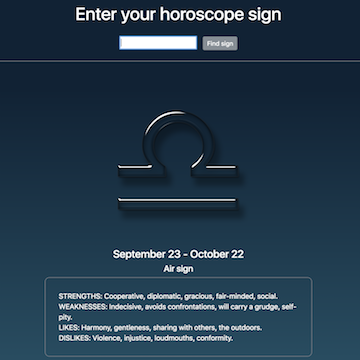 Enter your horoscope sign
Find sign
September 23 - October 22
Air sign
STRENGTHS: Cooperative, diplomatic, gracious, fair-minded, social.
WEAKNESSES: Indecisive, avoids confrontations, will carry a grudge, self-
pity.
LIKES: Harmony, gentleness, sharing with others, the outdoors.
DISLIKES: Violence, injustice, loudmouths, conformity.